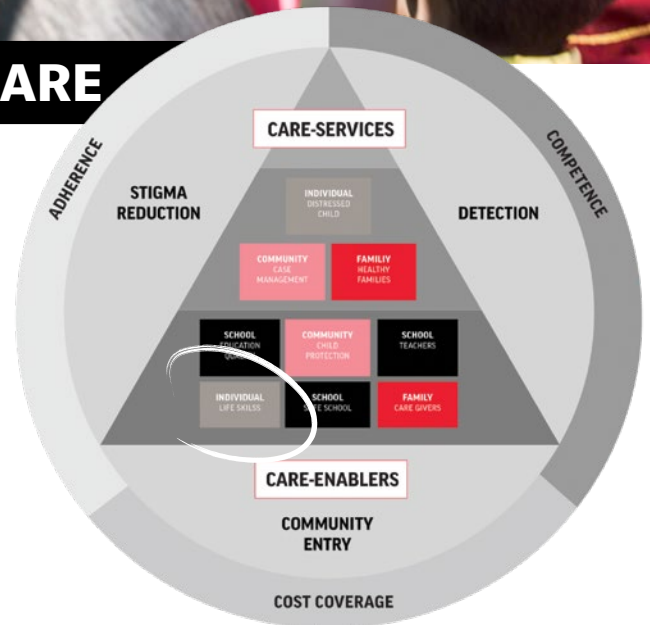 ARE
CARE-SERVICES
ADHERENCE
COMPETENCE
STIGMA
REDUCTION
DETECTION
INDIVIDUAL
DISTRESSED
CHILD
COMMUNITY
CASE
MANAGEMENT
FAMILIY
HEALTHY
FAMILIES
SCHOOL
EDUCATION
COMMUNITY
CHILD
PROTECTION
SCHOOL
TEACHERS
INDIVIDUAL
LIFE SKILSS
SCHOOL
SAFE SCHOOL
FAMILY
CARE GIVERS
CARE-ENABLERS
COMMUNITY
ENTRY
COST COVERAGE